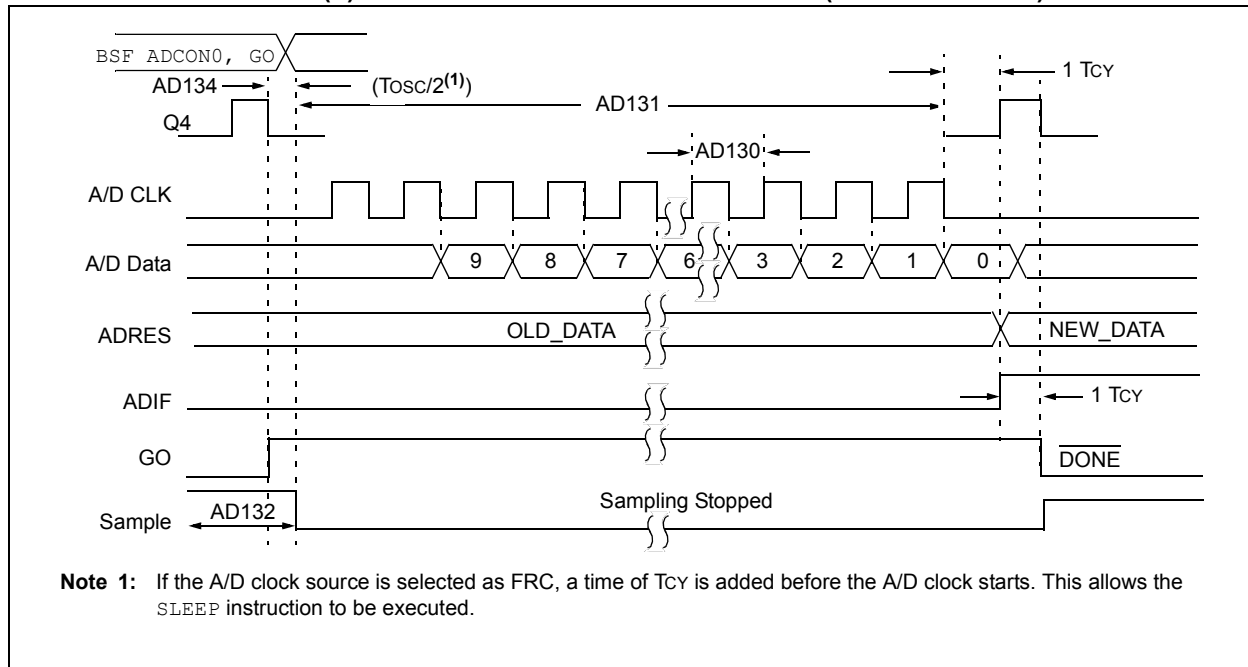 BSF ADCON0, GO
AD134 (TOSC/2(1)) 1 TCY
AD131
Q4
AD130
A/D CLK
A/D Data 9 8 7 6 3 2 1 0
ADRES OLD_DATA NEW_DATA
ADIF 1 TCY
GO DONE
Sample AD132 Sampling Stopped
Note 1: If the A/D clock source is selected as FRC, a time of TCY is added before the A/D clock starts. This allows the
SLEEP instruction to be executed.